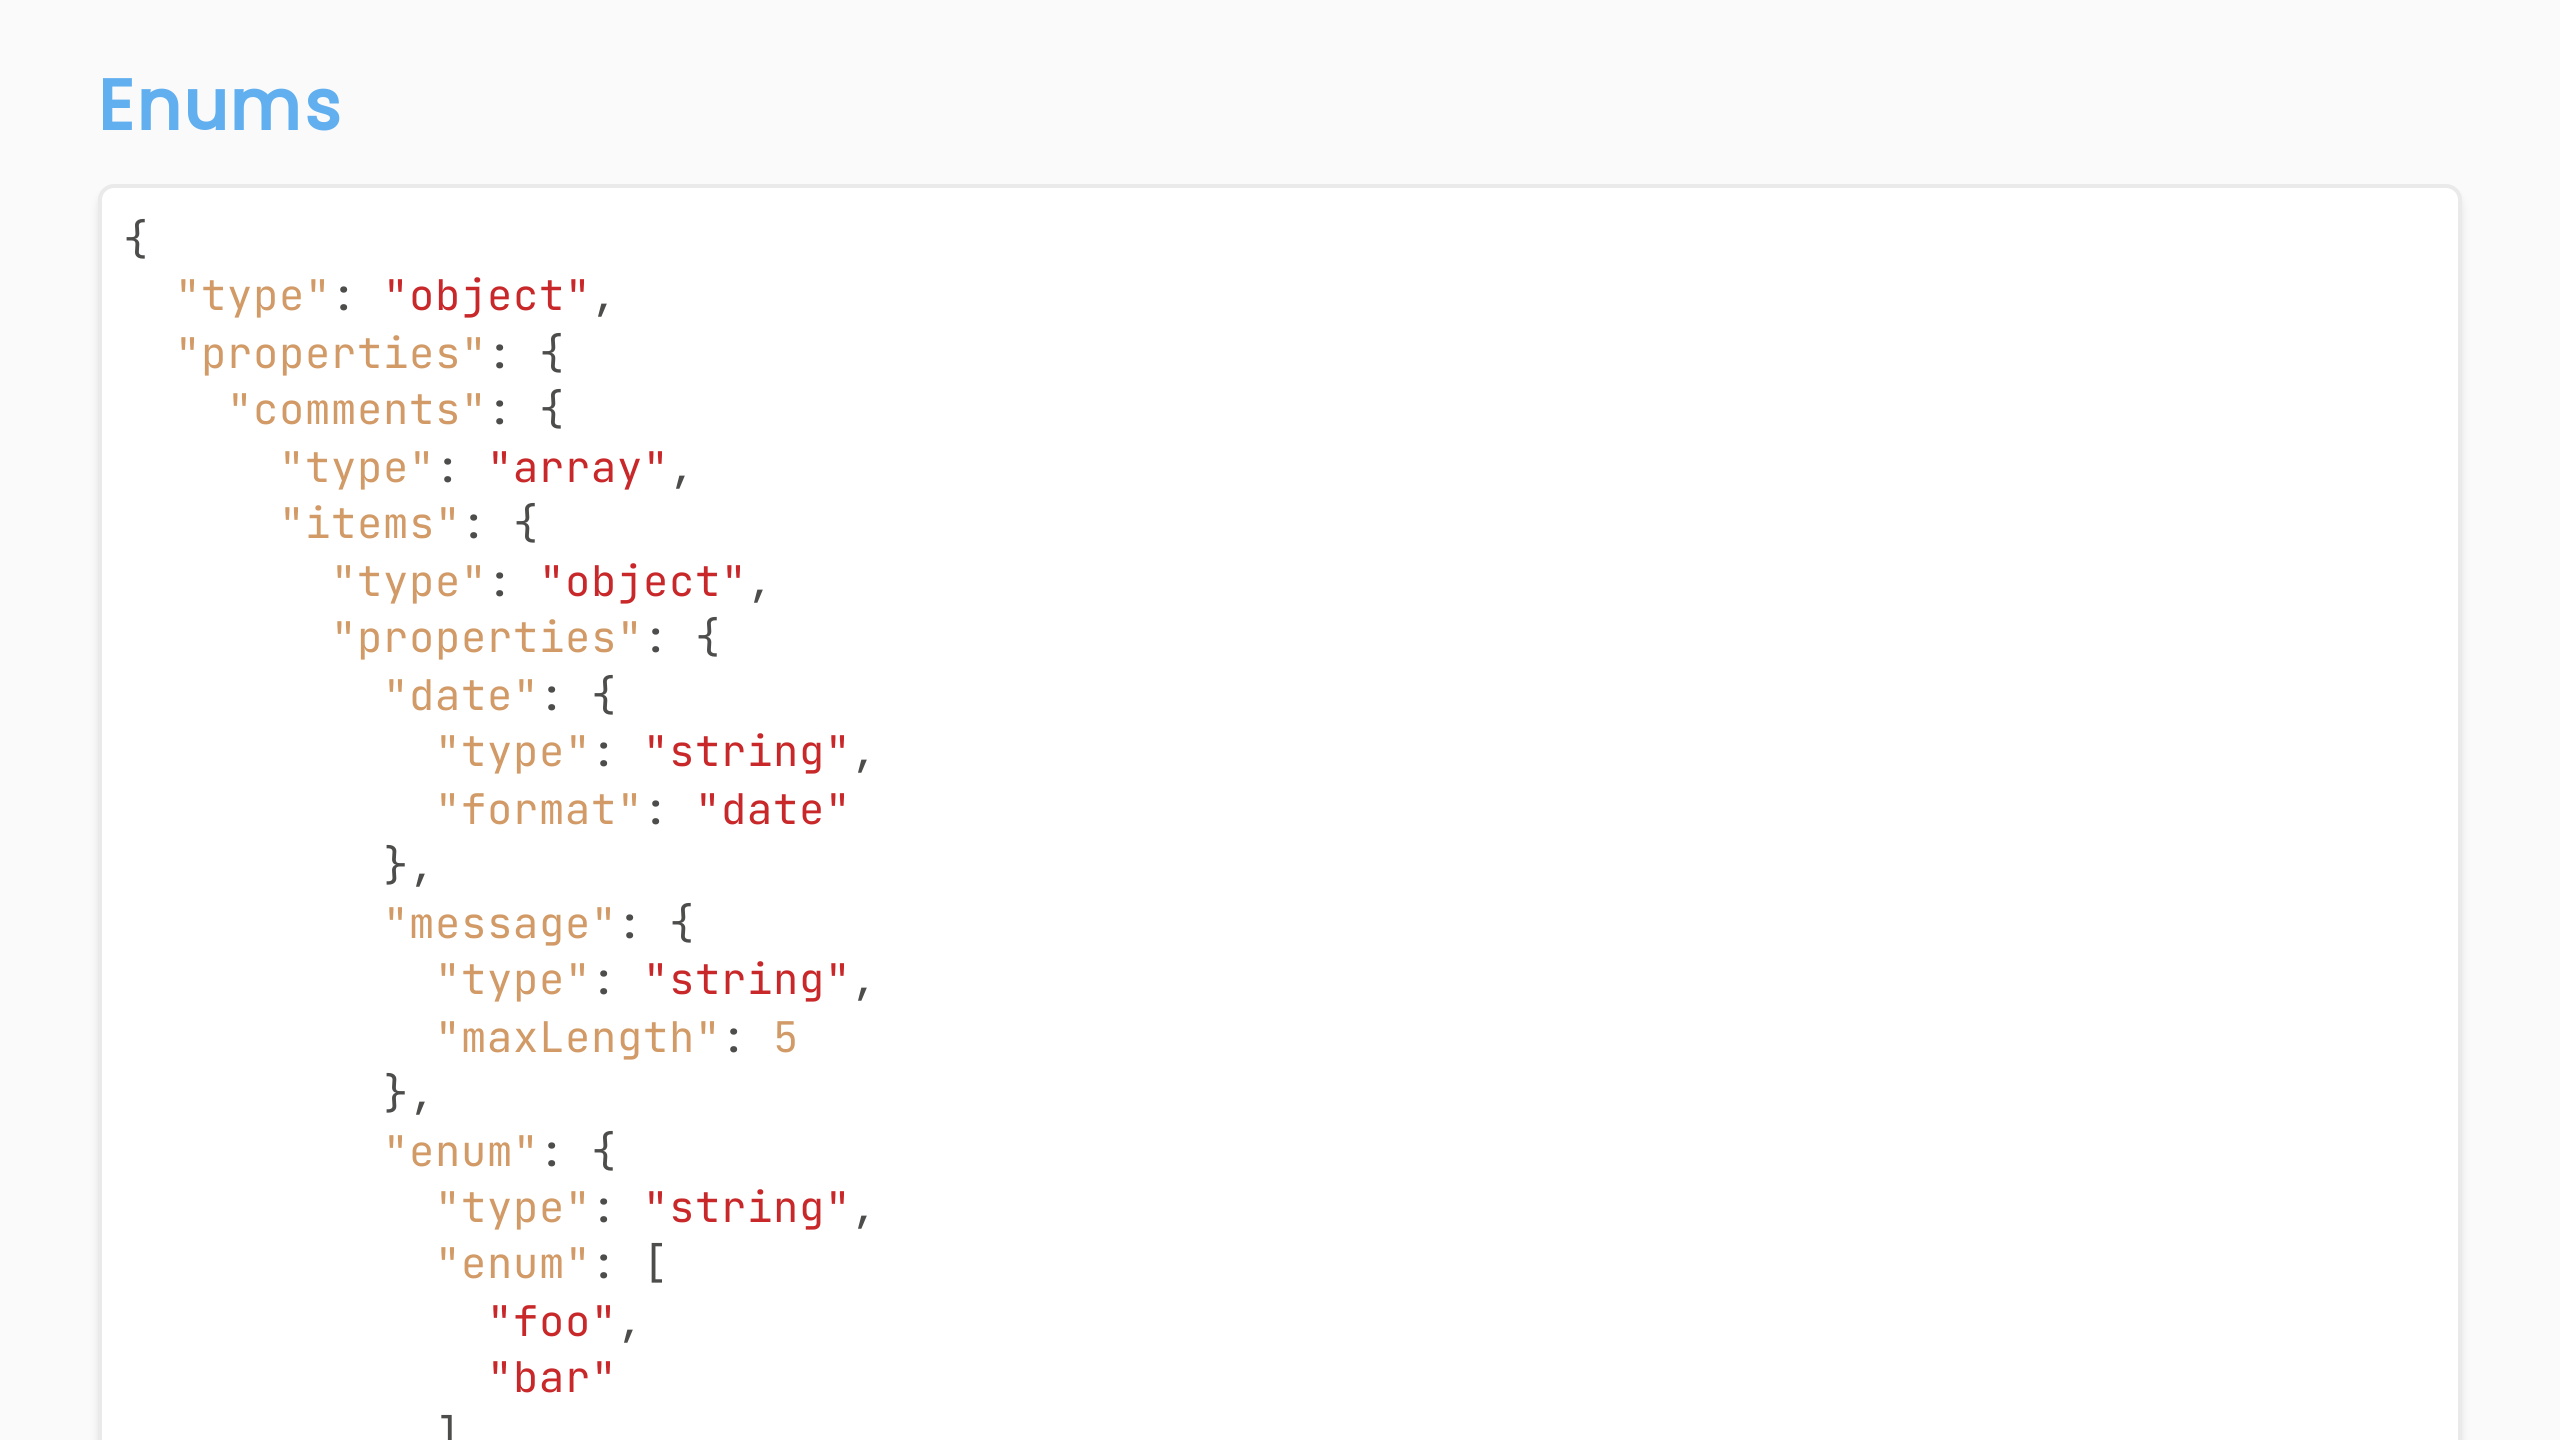 Enums
{
  "type": "object",
  "properties": {
    "comments": {
      "type": "array",
      "items": {
        "type": "object",
        "properties": {
          "date": {
            "type": "string",
            "format": "date"
          },
          "message": {
            "type": "string",
            "maxLength": 5
          },
          "enum": {
            "type": "string",
            "enum": [
              "foo",
              "bar"
            ]